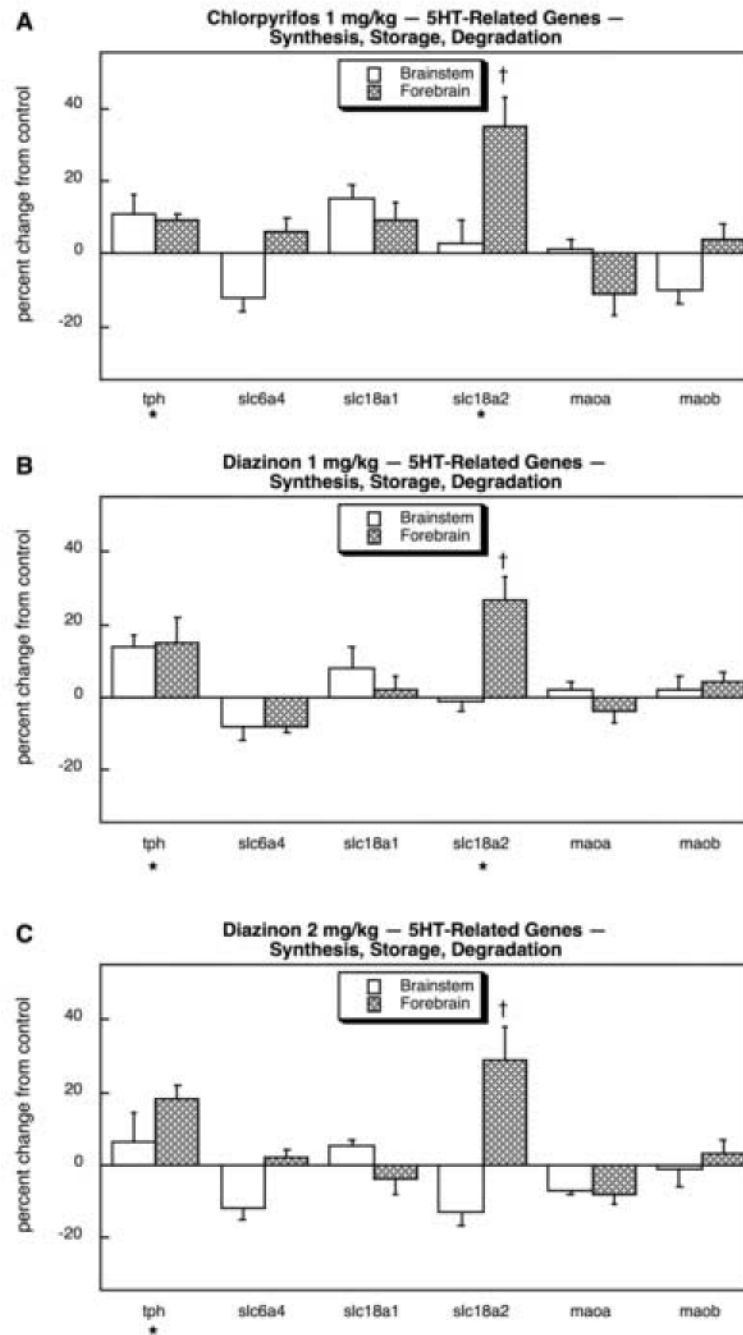 A
Chlorpyrifos 1 mg/kg — 5HT-Related Genes —
Synthesis, Storage, Degradation
Brainstem
Forebrain
†
percent change from control
40
20
0
-20
tph slc6a4 slc18a1 slc18a2 maoa maob
* *
B
Diazinon 1 mg/kg — 5HT-Related Genes —
Synthesis, Storage, Degradation
Brainstem
Forebrain
†
percent change from control
40
20
0
-20
tph slc6a4 slc18a1 slc18a2 maoa maob
* *
C
Diazinon 2 mg/kg — 5HT-Related Genes —
Synthesis, Storage, Degradation
Brainstem
Forebrain
†
percent change from control
40
20
0
-20
tph slc6a4 slc18a1 slc18a2 maoa maob
*